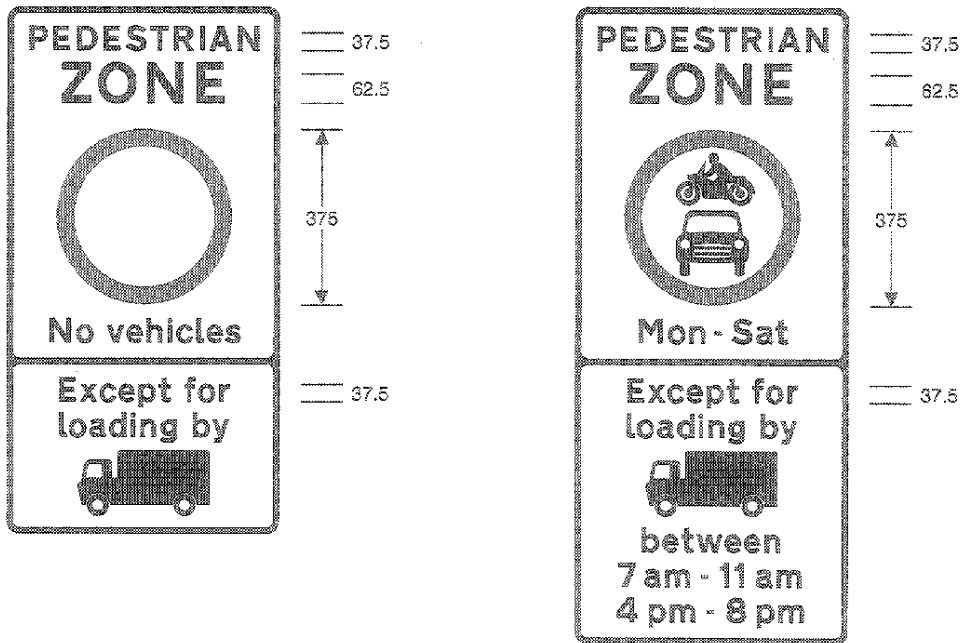 PEDESTRIAN
ZONE
No vehicles
Except for
loading by
37.5
62.5
375
37.5
PEDESTRIAN
ZONE
Mon - Sat
Except for
loading by
between
7 am - 11 am
4 pm - 8 pm
37.5
62.5
375
37.5